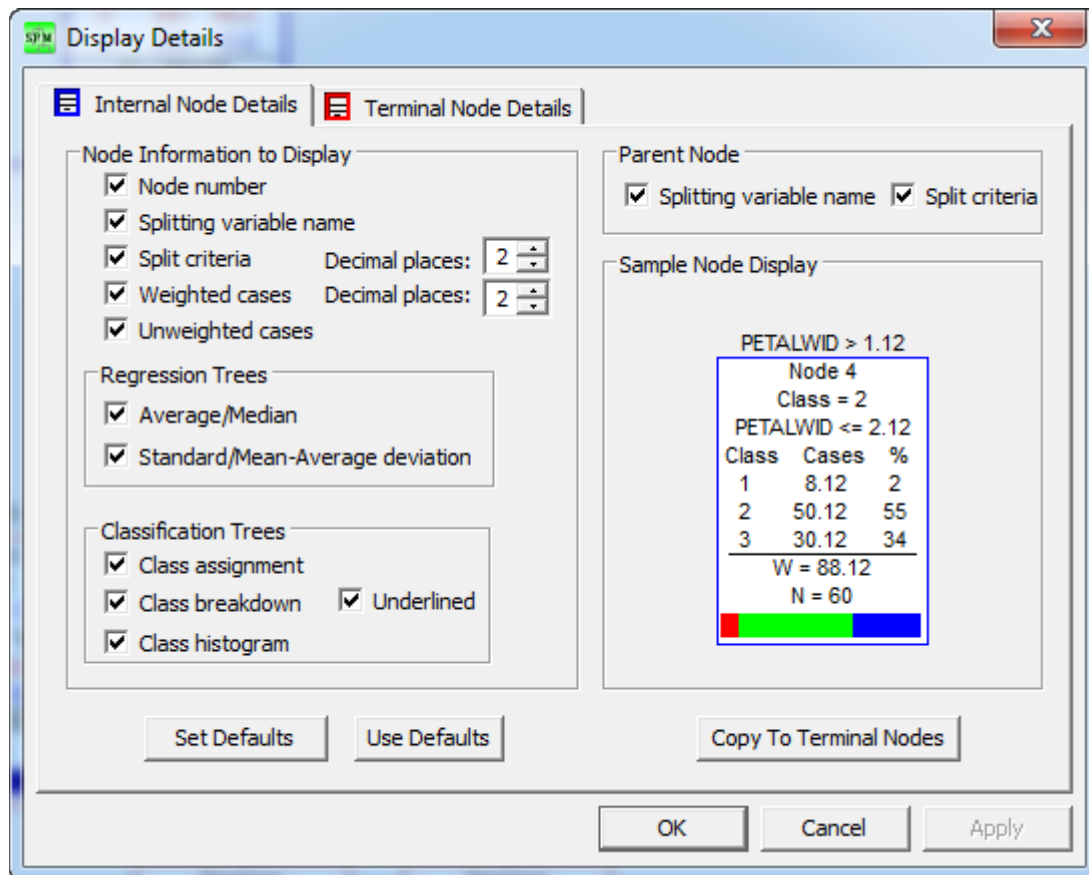 SPM Display Details
Internal Node Details Terminal Node Details
Node Information to Display
Node number
Splitting variable name
Split criteria Decimal places: 2
Weighted cases Decimal places: 2
Unweighted cases
Regression Trees
Average/Median
Standard/Mean-Average deviation
Classification Trees
Class assignment
Class breakdown Underlined
Class histogram
Parent Node
Splitting variable name Split criteria
Sample Node Display
PETALWID > 1.12
Node 4
Class = 2
PETALWID <= 2.12
Class Cases %
1 8.12 2
2 50.12 55
3 30.12 34
W = 88.12
N = 60
Set Defaults Use Defaults Copy To Terminal Nodes
OK Cancel Apply